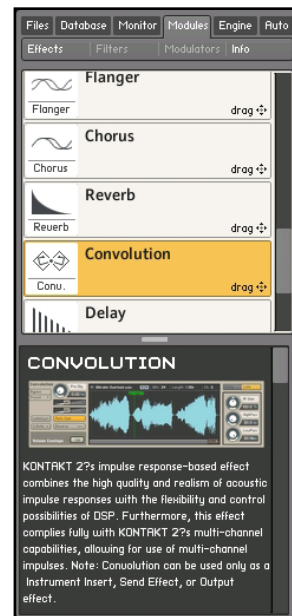 Files Database Monitor Modules Engine Auto
Effects Filters Modulators Info
Flanger
Flanger drag
Chorus
Chorus drag
Reverb
Reverb drag
Convolution
Conv. drag
Delay
CONVOLUTION
KONTAKT 2?s impulse response-based effect
combines the high quality and realism of acoustic
impulse responses with the flexibility and control
possibilities of DSP. Furthermore, this effect
complies fully with KONTAKT 2?s multi-channel
capabilities, allowing for use of multi-channel
impulses. Note: Convolution can be used only as a
Instrument Insert, Send Effect, or Output
effect.